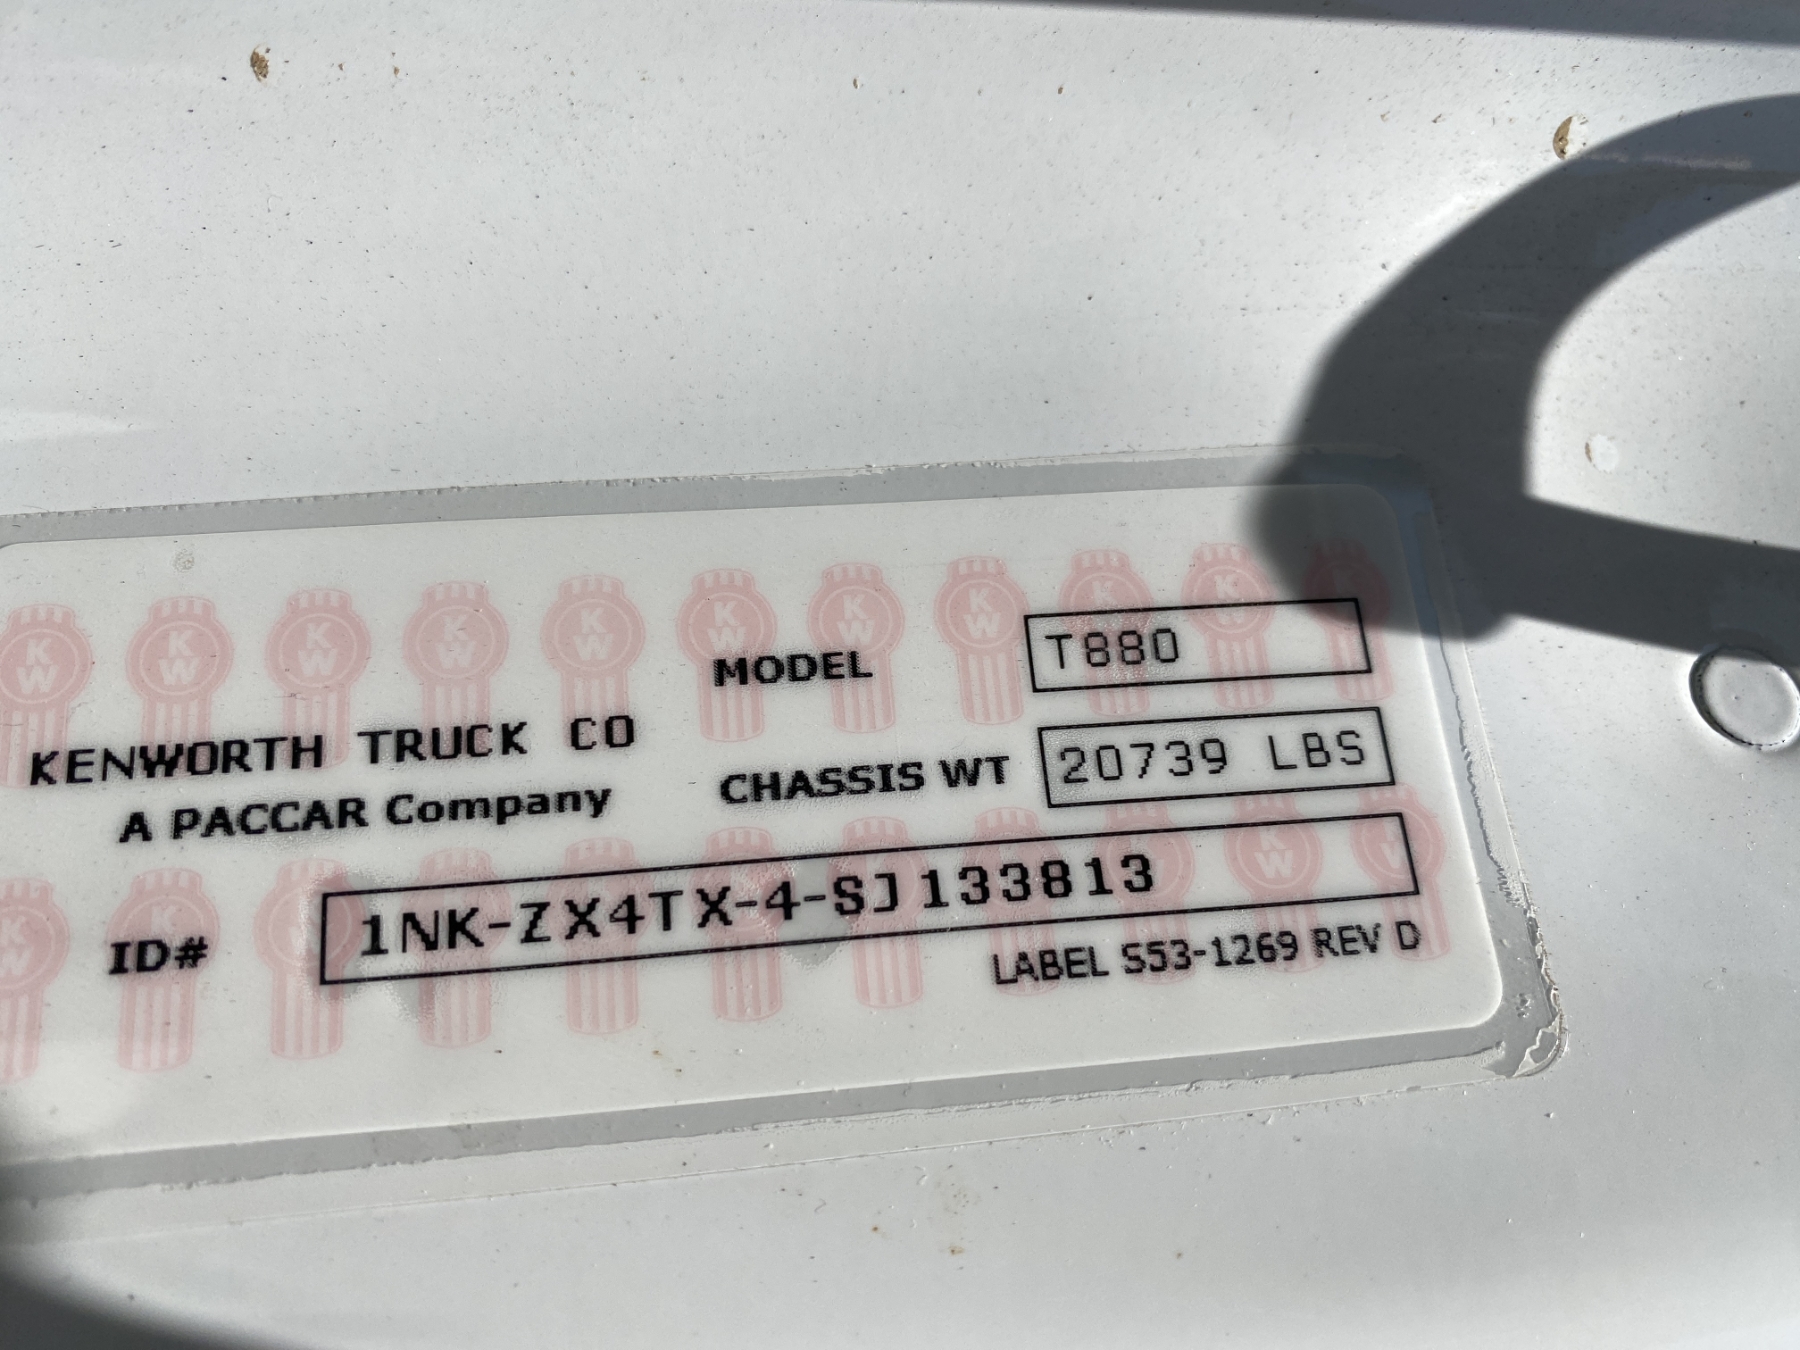 MODEL T880
KENWORTH TRUCK CO
A PACCAR Company
CHASSIS WT 20739 LBS
ID# 1NK-ZX4TX-4-SJ133813
LABEL S53-1269 REV D